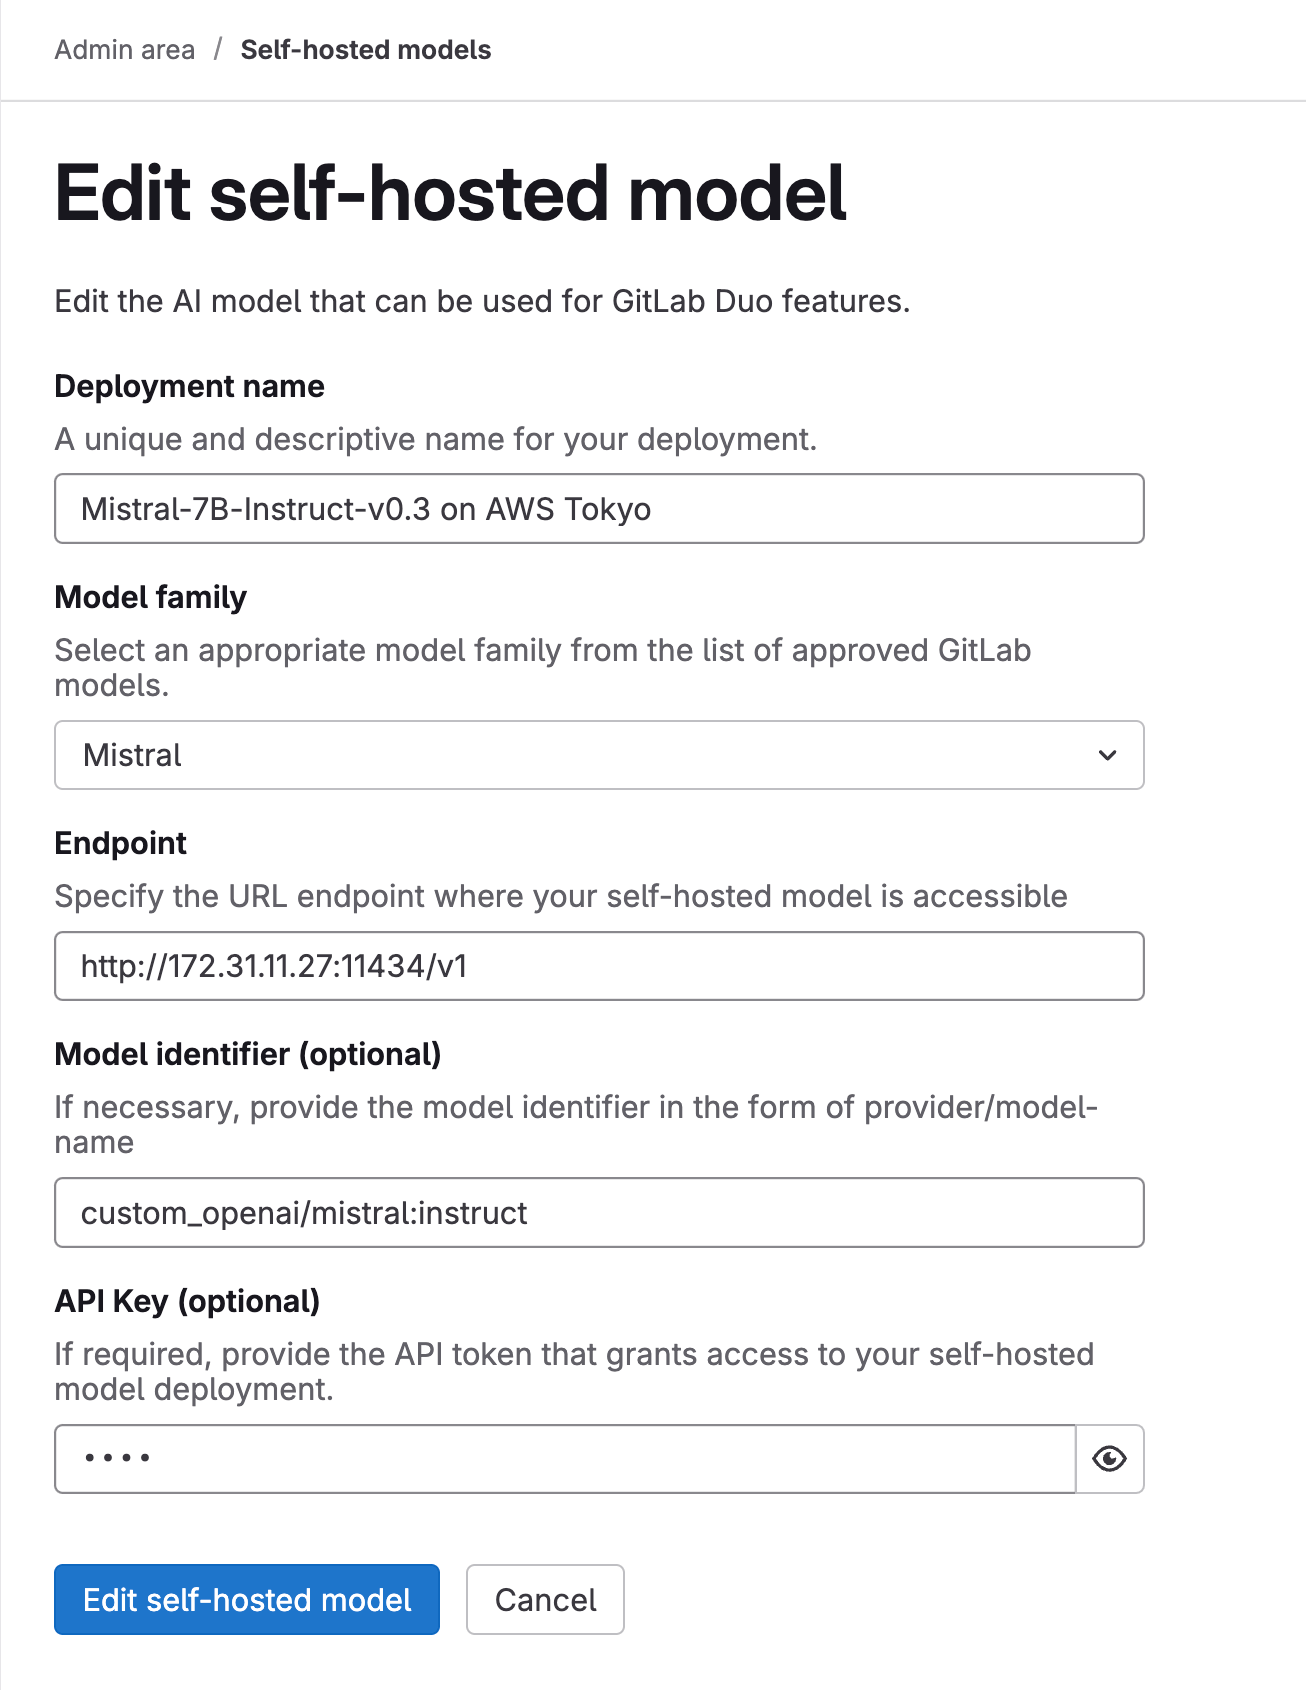 Admin area / Self-hosted models
Edit self-hosted model
Edit the AI model that can be used for GitLab Duo features.
Deployment name
A unique and descriptive name for your deployment.
Mistral-7B-Instruct-v0.3 on AWS Tokyo
Model family
Select an appropriate model family from the list of approved GitLab
models.
Mistral
Endpoint
Specify the URL endpoint where your self-hosted model is accessible
http://172.31.11.27:11434/v1
Model identifier (optional)
If necessary, provide the model identifier in the form of provider/model-
name
custom_openai/mistral:instruct
API Key (optional)
If required, provide the API token that grants access to your self-hosted
model deployment.
••••
Edit self-hosted model Cancel